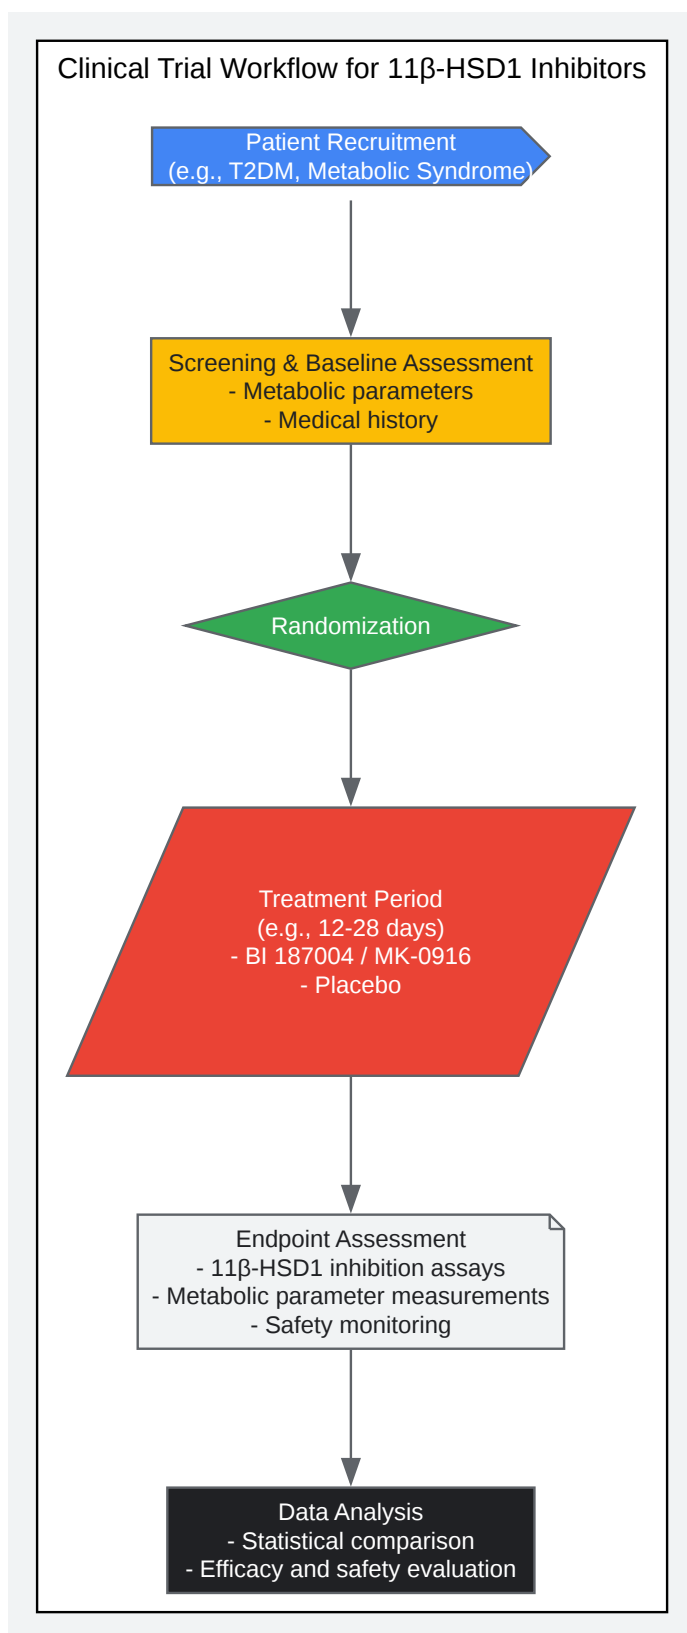 Clinical Trial Workflow for 11β-HSD1 Inhibitors
Patient Recruitment
(e.g., T2DM, Metabolic Syndrome)
Screening & Baseline Assessment
- Metabolic parameters
- Medical history
Randomization
Treatment Period
(e.g., 12-28 days)
- BI 187004 / MK-0916
- Placebo
Endpoint Assessment
- 11β-HSD1 inhibition assays
- Metabolic parameter measurements
- Safety monitoring
Data Analysis
- Statistical comparison
- Efficacy and safety evaluation